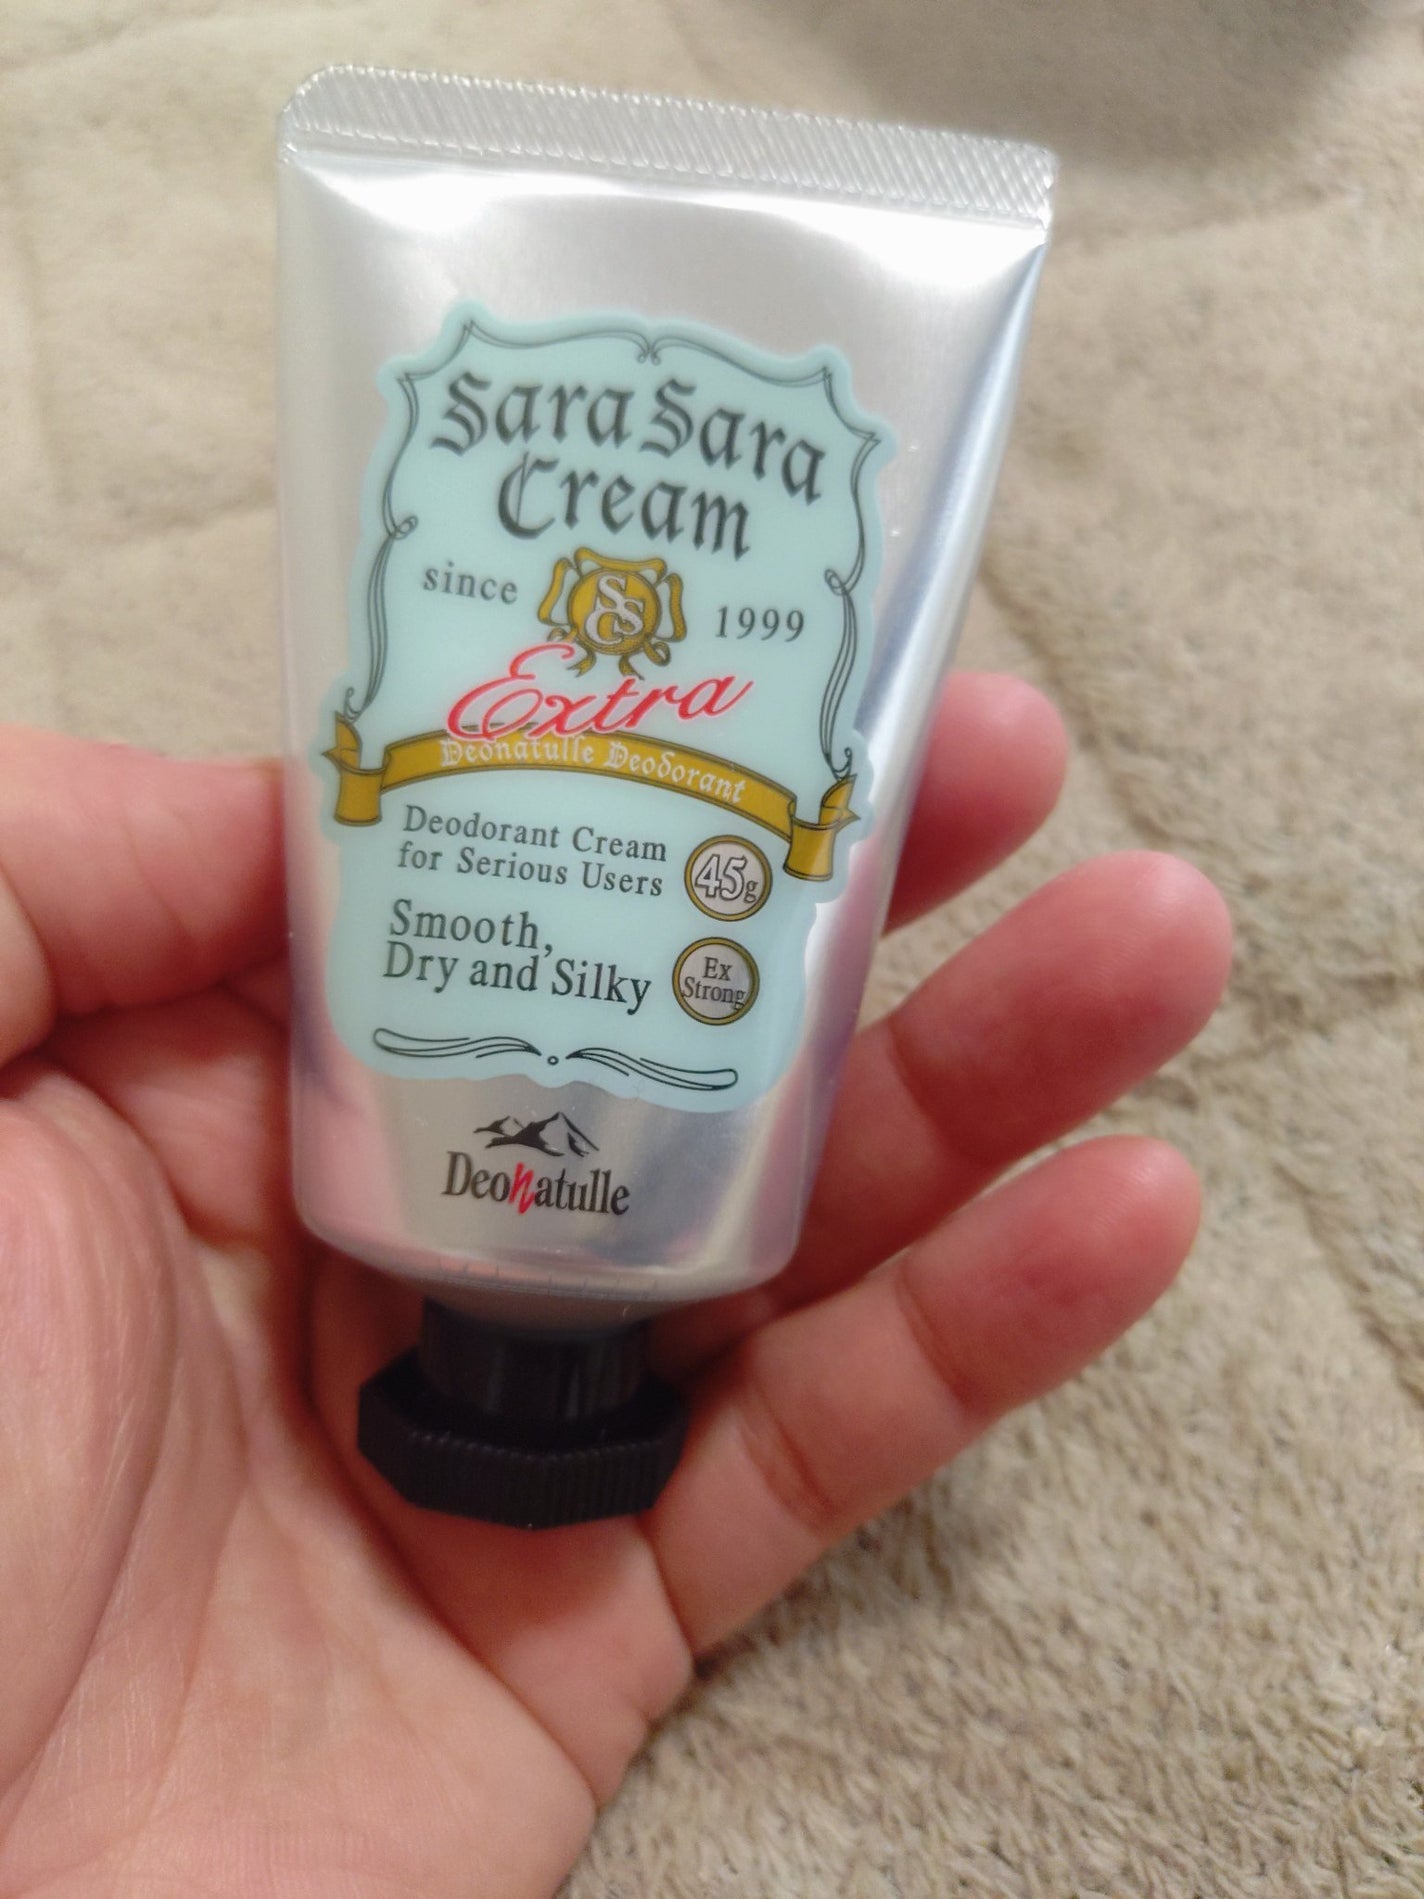 Sara Sara
Cream
since 1999
SSC
Extra
Deonatulle Deodorant
Deodorant Cream
for Serious Users
45g
Smooth,
Dry and Silky
Ex
Strong
Deonatulle